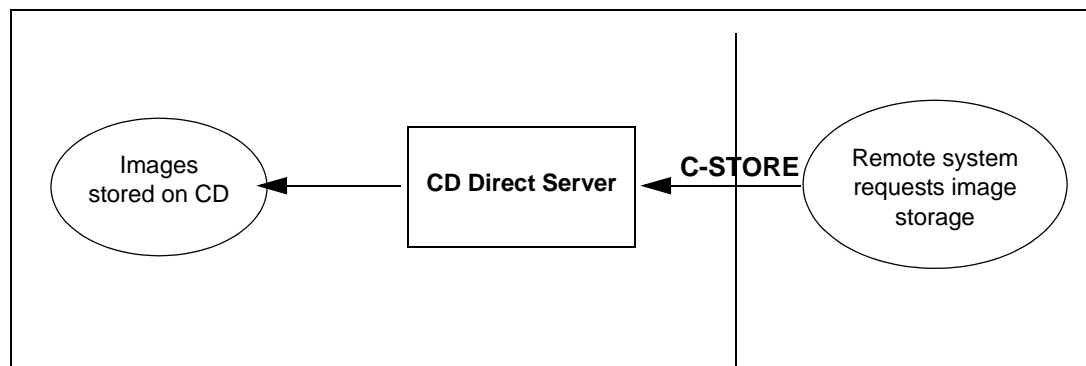 Images
stored on CD
CD Direct Server
C-STORE
Remote system
requests image
storage